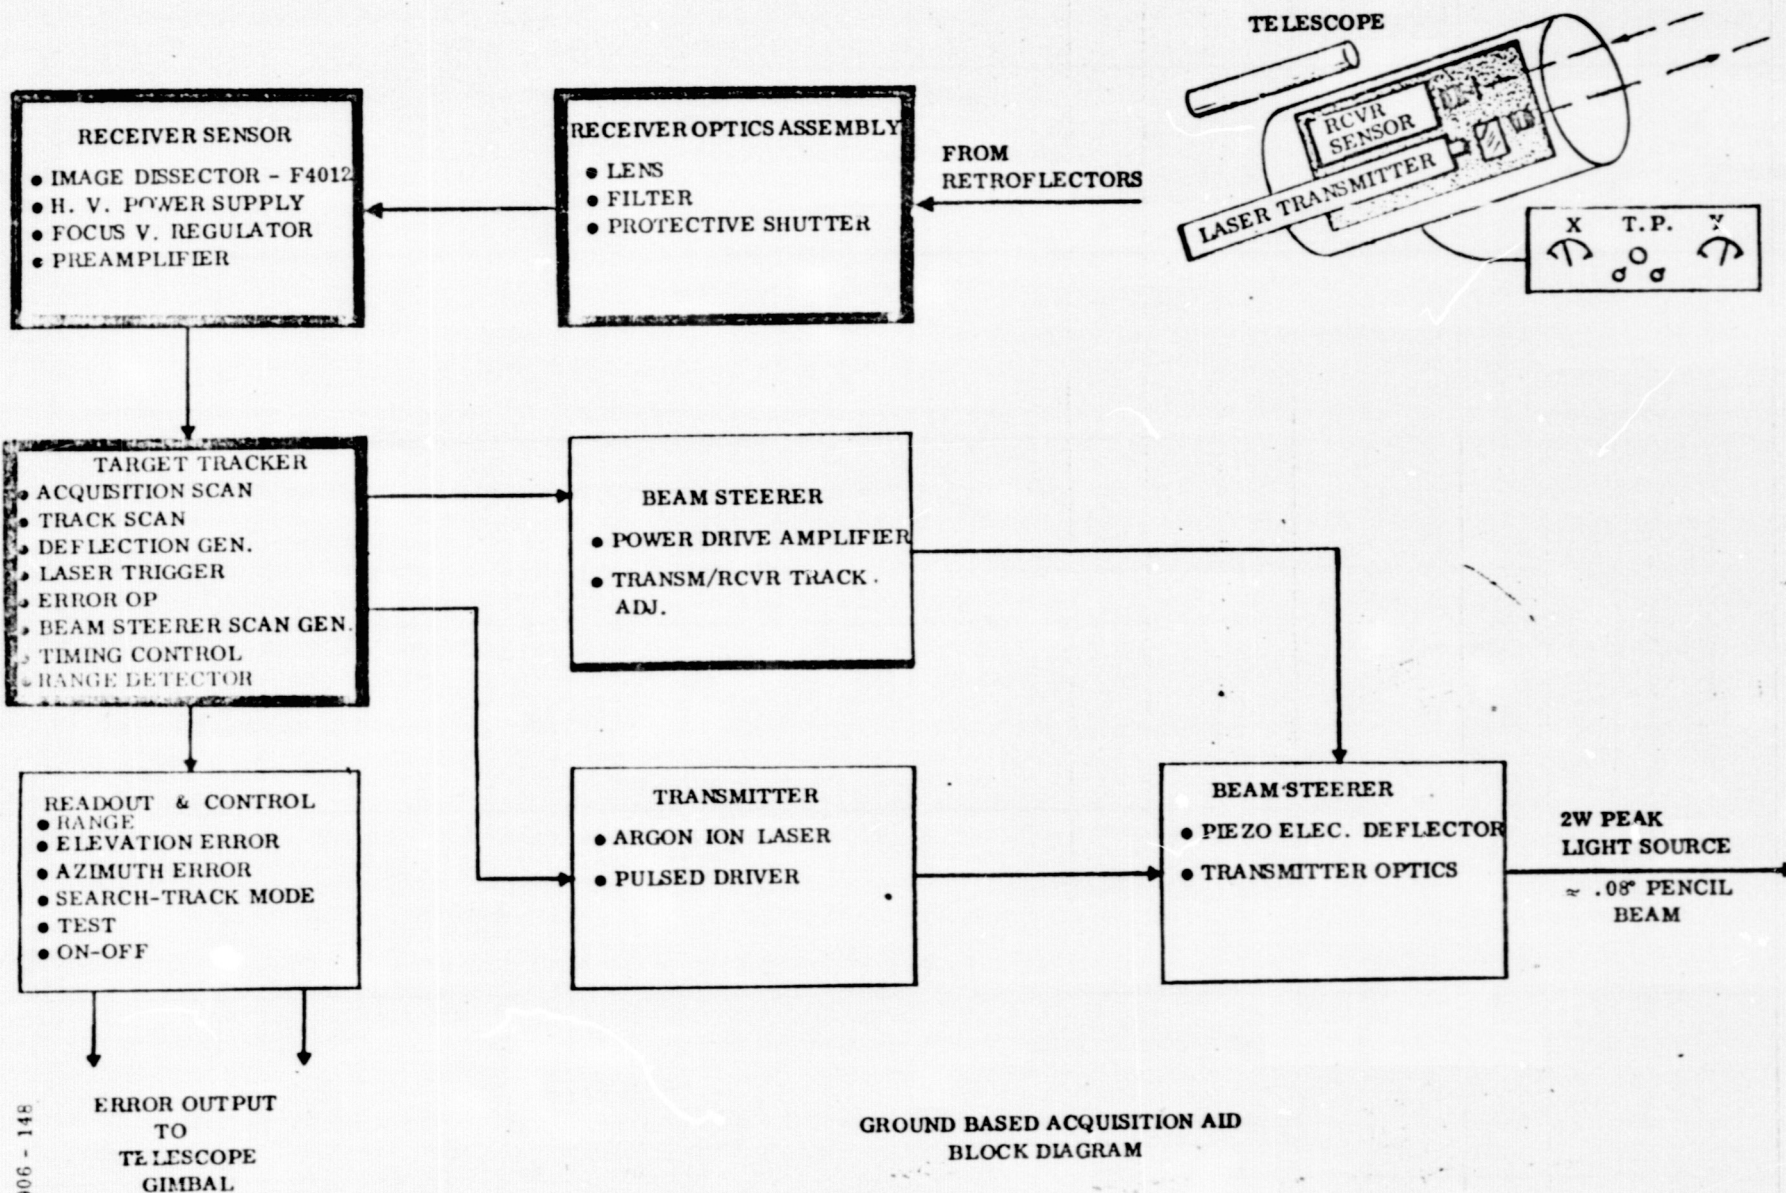 TELESCOPE
RCVR
SENSOR
LASER TRANSMITTER
X T.P. Y
RECEIVER SENSOR
• IMAGE DISSECTOR - F4012
• H. V. POWER SUPPLY
• FOCUS V. REGULATOR
• PREAMPLIFIER
RECEIVER OPTICS ASSEMBLY
• LENS
• FILTER
• PROTECTIVE SHUTTER
FROM
RETROFLECTORS
TARGET TRACKER
• ACQUISITION SCAN
• TRACK SCAN
• DEFLECTION GEN.
• LASER TRIGGER
• ERROR OP
• BEAM STEERER SCAN GEN.
• TIMING CONTROL
• RANGE DETECTOR
BEAM STEERER
• POWER DRIVE AMPLIFIER
• TRANSM/RCVR TRACK.
ADJ.
READOUT & CONTROL
• RANGE
• ELEVATION ERROR
• AZIMUTH ERROR
• SEARCH-TRACK MODE
• TEST
• ON-OFF
TRANSMITTER
• ARGON ION LASER
• PULSED DRIVER
BEAM STEERER
• PIEZO ELEC. DEFLECTOR
• TRANSMITTER OPTICS
2W PEAK
LIGHT SOURCE
≈ .08° PENCIL
BEAM
ERROR OUTPUT
TO
TELESCOPE
GIMBAL
GROUND BASED ACQUISITION AID
BLOCK DIAGRAM
006 - 148